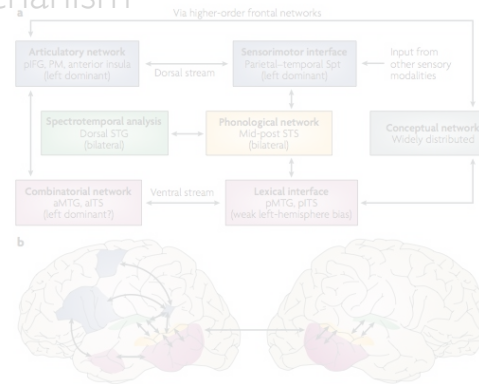 chanism
a
Via higher-order frontal networks
Articulatory network
pIFG, PM, anterior insula
(left dominant)
Dorsal stream
Sensorimotor interface
Parietal–temporal Spt
(left dominant)
Input from
other sensory
modalities
Spectrotemporal analysis
Dorsal STG
(bilateral)
Phonological network
Mid-post STS
(bilateral)
Conceptual network
Widely distributed
Combinatorial network
aMTG, aITS
(left dominant?)
Ventral stream
Lexical interface
pMTG, pITS
(weak left-hemisphere bias)
b